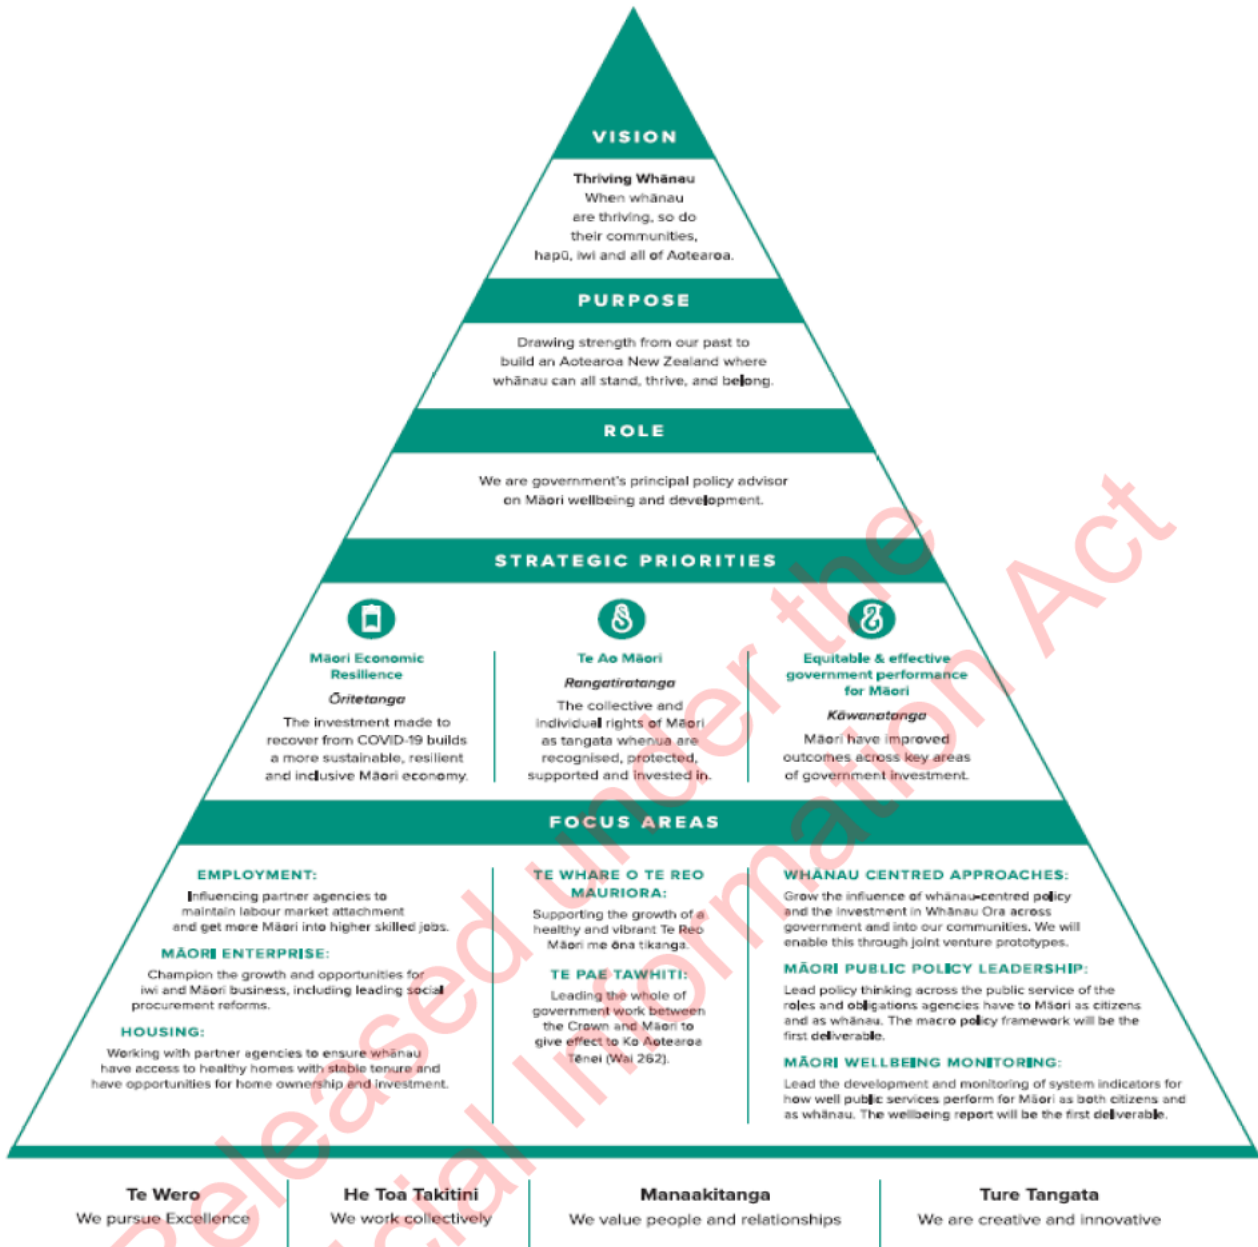 VISION
Thriving Whānau
When whānau
are thriving, so do
their communities,
hapū, iwi and all of Aotearoa.
PURPOSE
Drawing strength from our past to
build an Aotearoa New Zealand where
whānau can all stand, thrive, and belong.
ROLE
We are government's principal policy advisor
on Māori wellbeing and development.
STRATEGIC PRIORITIES
Māori Economic
Resilience
Ōritetanga
The investment made to
recover from COVID-19 builds
a more sustainable, resilient
and inclusive Māori economy.
Te Ao Māori
Rangatiratanga
The collective and
individual rights of Māori
as tangata whenua are
recognised, protected,
supported and invested in.
Equitable & effective
government performance
for Māori
Kāwanatanga
Māori have improved
outcomes across key areas
of government investment.
FOCUS AREAS
EMPLOYMENT:
Influencing partner agencies to
maintain labour market attachment
and get more Māori into higher skilled jobs.
MĀORI ENTERPRISE:
Champion the growth and opportunities for
iwi and Māori business, including leading social
procurement reforms.
HOUSING:
Working with partner agencies to ensure whānau
have access to healthy homes with stable tenure and
have opportunities for home ownership and investment.
TE WHARE O TE REO
MAURIORA:
Supporting the growth of a
healthy and vibrant Te Reo
Māori me ōna tikanga.
TE PAE TAWHITI:
Leading the whole of
government work between
the Crown and Māori to
give effect to Ko Aotearoa
Tēnei (Wai 262).
WHĀNAU CENTRED APPROACHES:
Grow the influence of whānau-centred policy
and the investment in Whānau Ora across
government and into our communities. We will
enable this through joint venture prototypes.
MĀORI PUBLIC POLICY LEADERSHIP:
Lead policy thinking across the public service of the
roles and obligations agencies have to Māori as citizens
and as whānau. The macro policy framework will be the
first deliverable.
MĀORI WELLBEING MONITORING:
Lead the development and monitoring of system indicators for
how well public services perform for Māori as both citizens and
as whānau. The wellbeing report will be the first deliverable.
Te Wero
We pursue Excellence
He Toa Takitini
We work collectively
Manaakitanga
We value people and relationships
Ture Tangata
We are creative and innovative
Released under the
Information Act